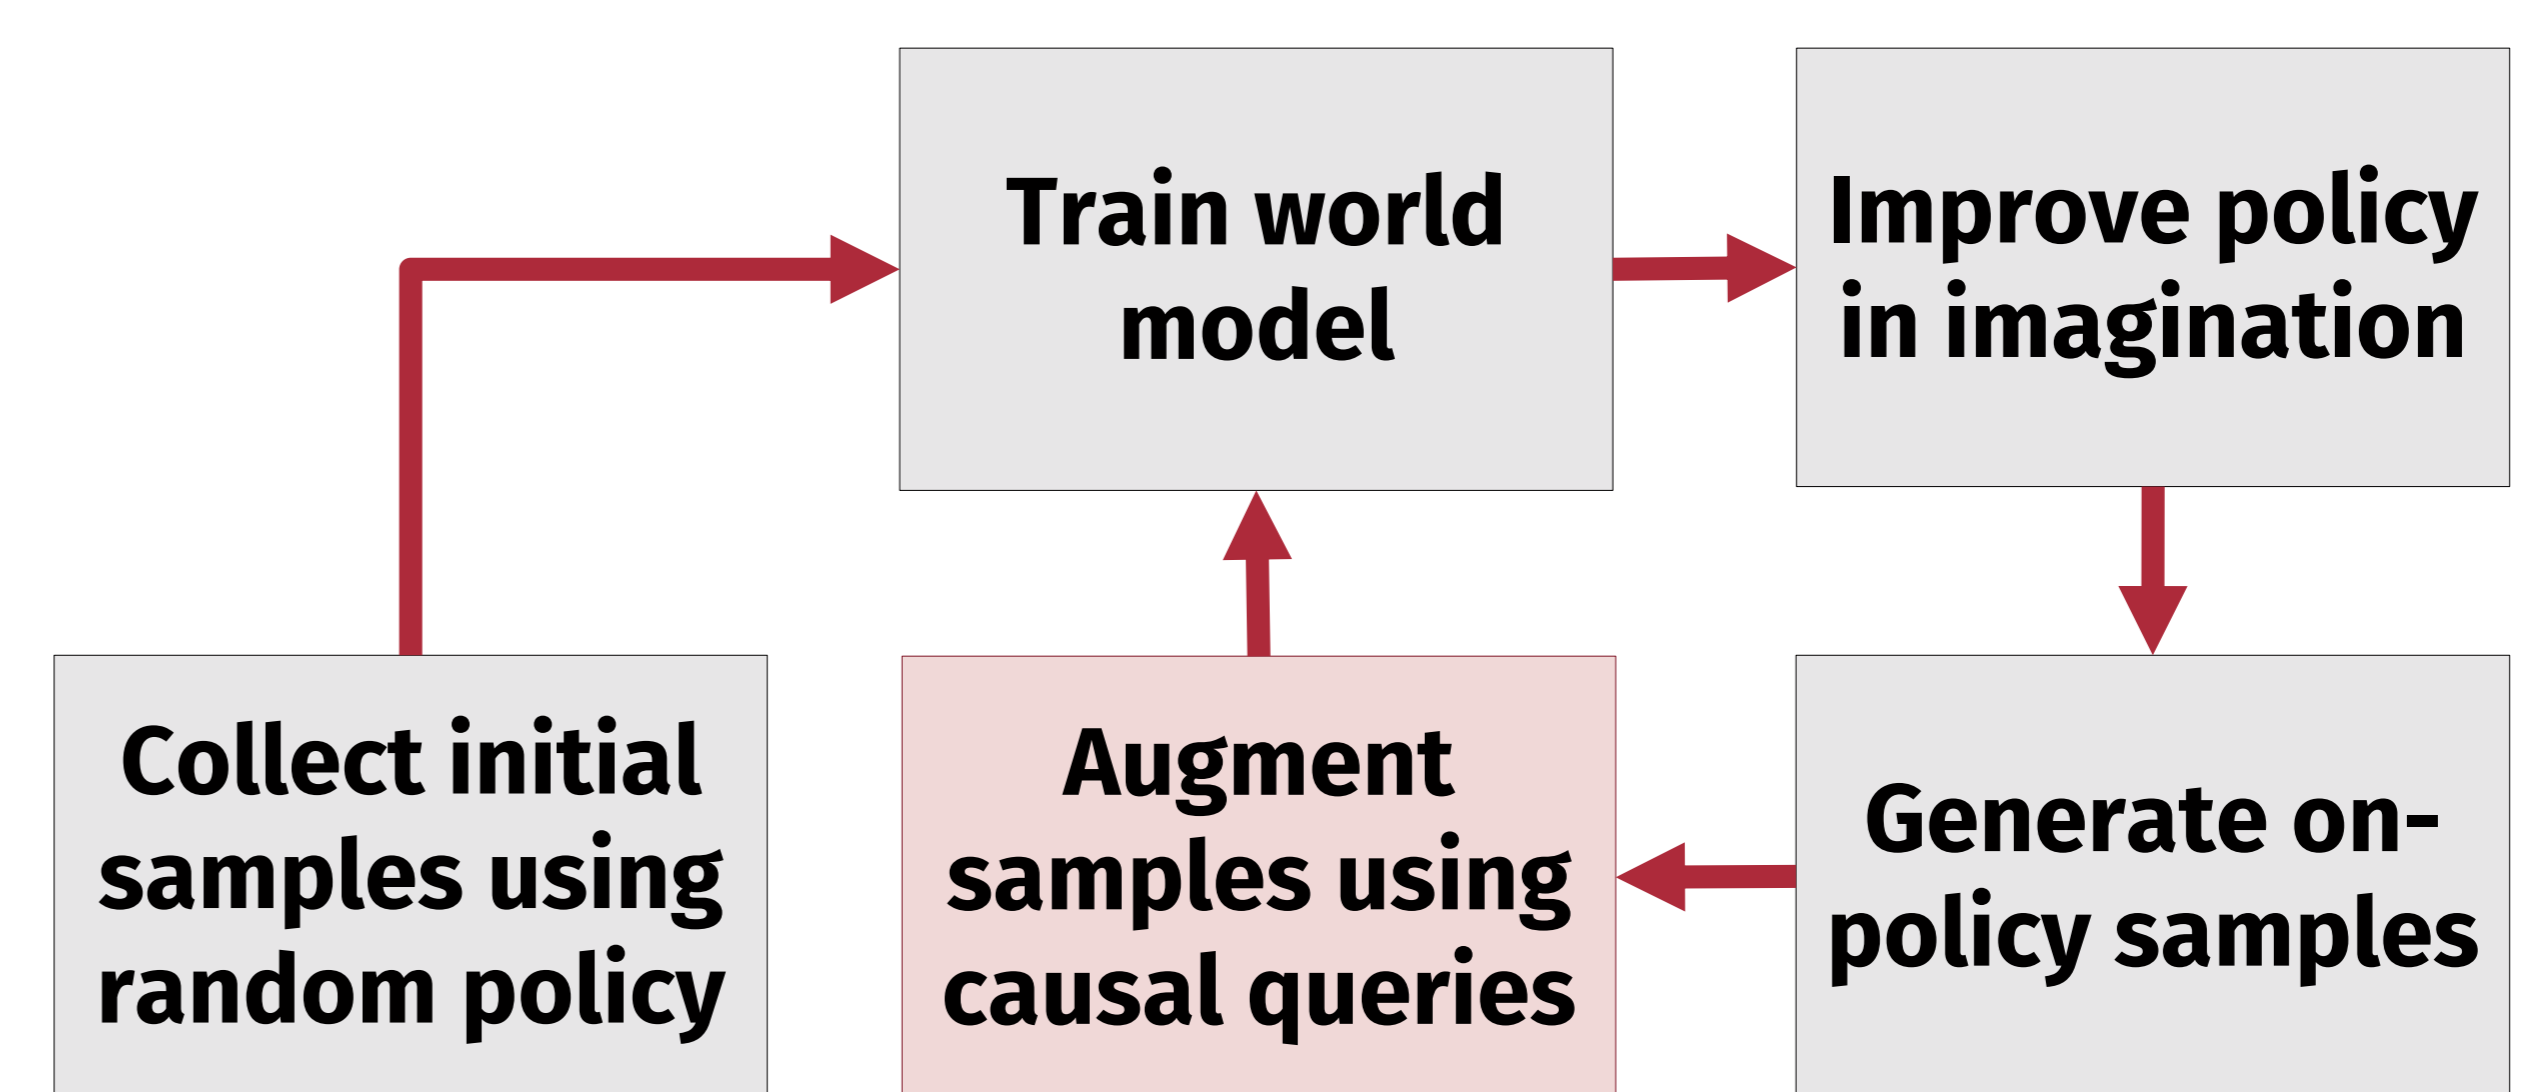 Train world
model
Improve policy
in imagination
Collect initial
samples using
random policy
Augment
samples using
causal queries
Generate on-
policy samples